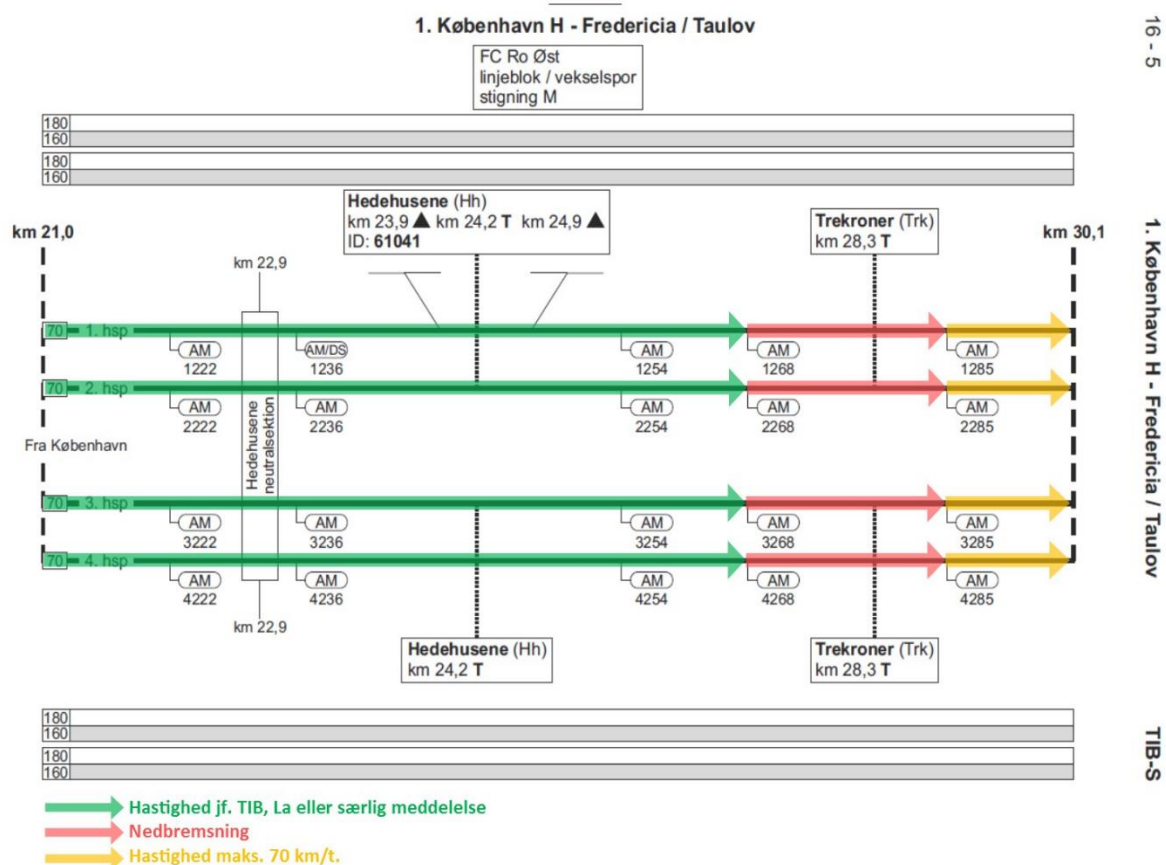 1. København H - Fredericia / Taulov
16 - 5
FC Ro Øst
linjeblok / vekselspor
stigning M
180
160
180
160
Hedehusene (Hh)
km 23,9 ▲ km 24,2 T km 24,9 ▲
ID: 61041
Trekroner (Trk)
km 28,3 T
km 21,0
km 30,1
km 22,9
1. København H - Fredericia / Taulov
70 1. hsp
AM
1222
AM/DS
1236
AM
1254
AM
1268
AM
1285
70 2. hsp
AM
2222
AM
2236
AM
2254
AM
2268
AM
2285
Fra København
Hedehusene
neutralsektion
70 3. hsp
AM
3222
AM
3236
AM
3254
AM
3268
AM
3285
70 4. hsp
AM
4222
AM
4236
AM
4254
AM
4268
AM
4285
km 22,9
Hedehusene (Hh)
km 24,2 T
Trekroner (Trk)
km 28,3 T
180
160
180
160
TIB-S
Hastighed jf. TIB, La eller særlig meddelelse
Nedbremsning
Hastighed maks. 70 km/t.